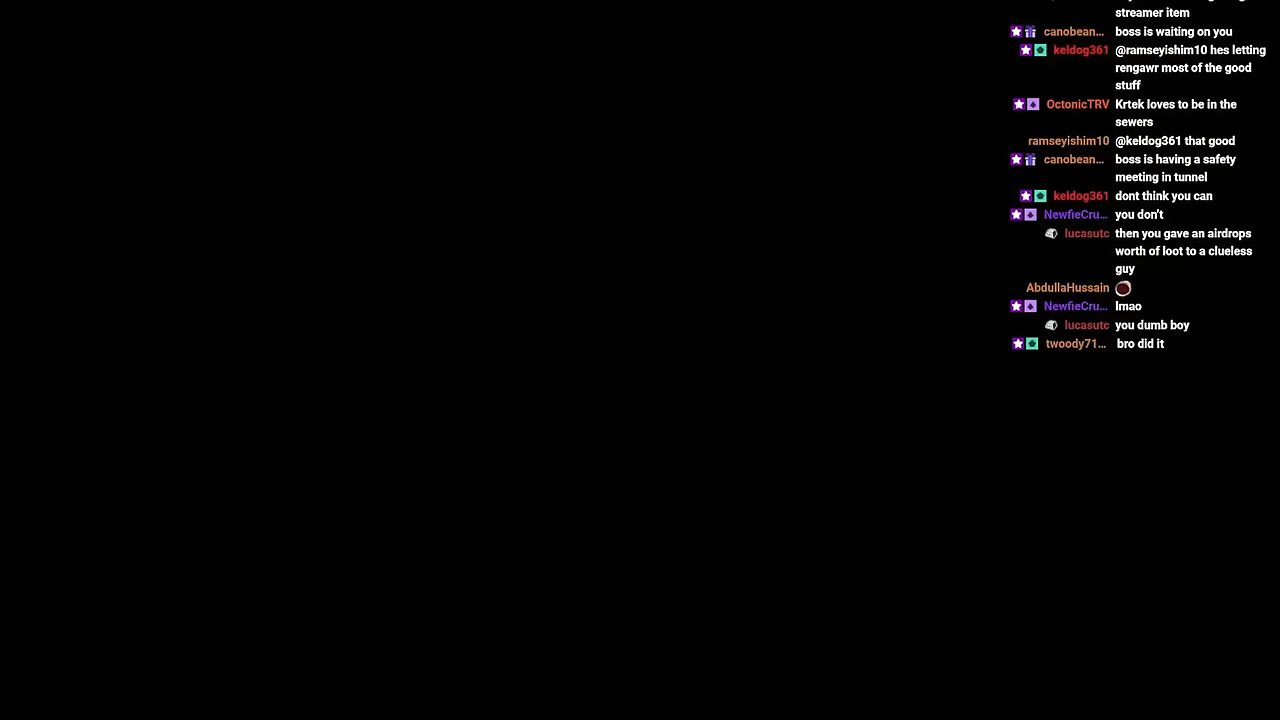 streamer item
canobean... boss is waiting on you
keldog361 @ramseyishim10 hes letting
rengawr most of the good
stuff
OctonicTRV Krtek loves to be in the
sewers
ramseyishim10 @keldog361 that good
canobean... boss is having a safety
meeting in tunnel
keldog361 dont think you can
NewfieCru... you don't
lucasutc then you gave an airdrops
worth of loot to a clueless
guy
AbdullaHussain
NewfieCru... lmao
lucasutc you dumb boy
twoody71... bro did it